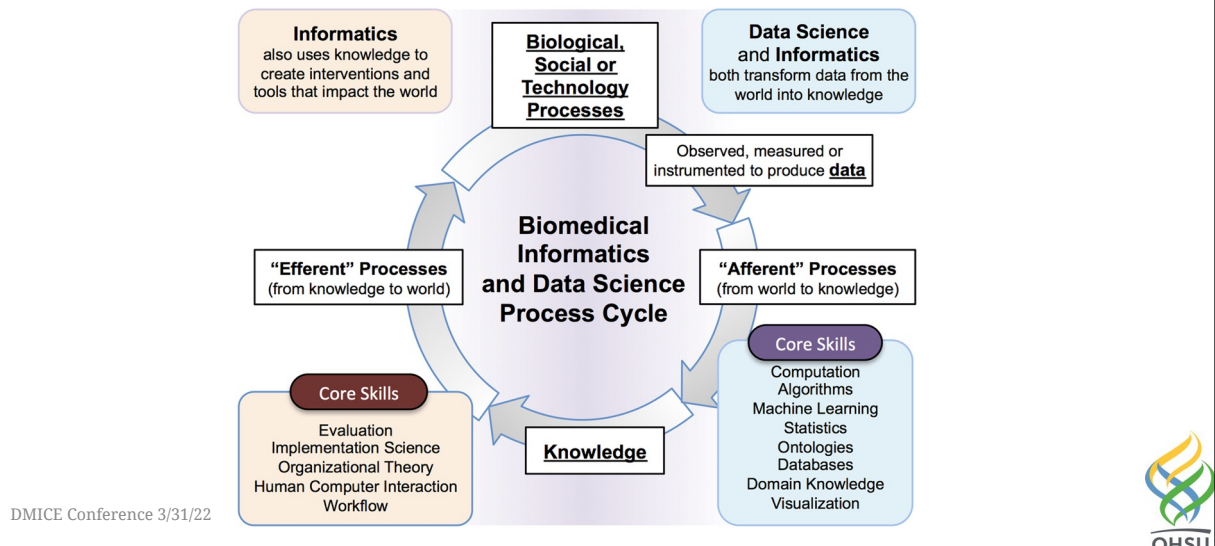 Informatics
also uses knowledge to
create interventions and
tools that impact the world
Biological,
Social or
Technology
Processes
Data Science
and Informatics
both transform data from the
world into knowledge
Observed, measured or
instrumented to produce data
Biomedical
Informatics
and Data Science
Process Cycle
“Efferent” Processes
(from knowledge to world)
“Afferent” Processes
(from world to knowledge)
Core Skills
Computation
Algorithms
Machine Learning
Statistics
Ontologies
Databases
Domain Knowledge
Visualization
Core Skills
Evaluation
Implementation Science
Organizational Theory
Human Computer Interaction
Workflow
Knowledge
DMICE Conference 3/31/22
OHSU